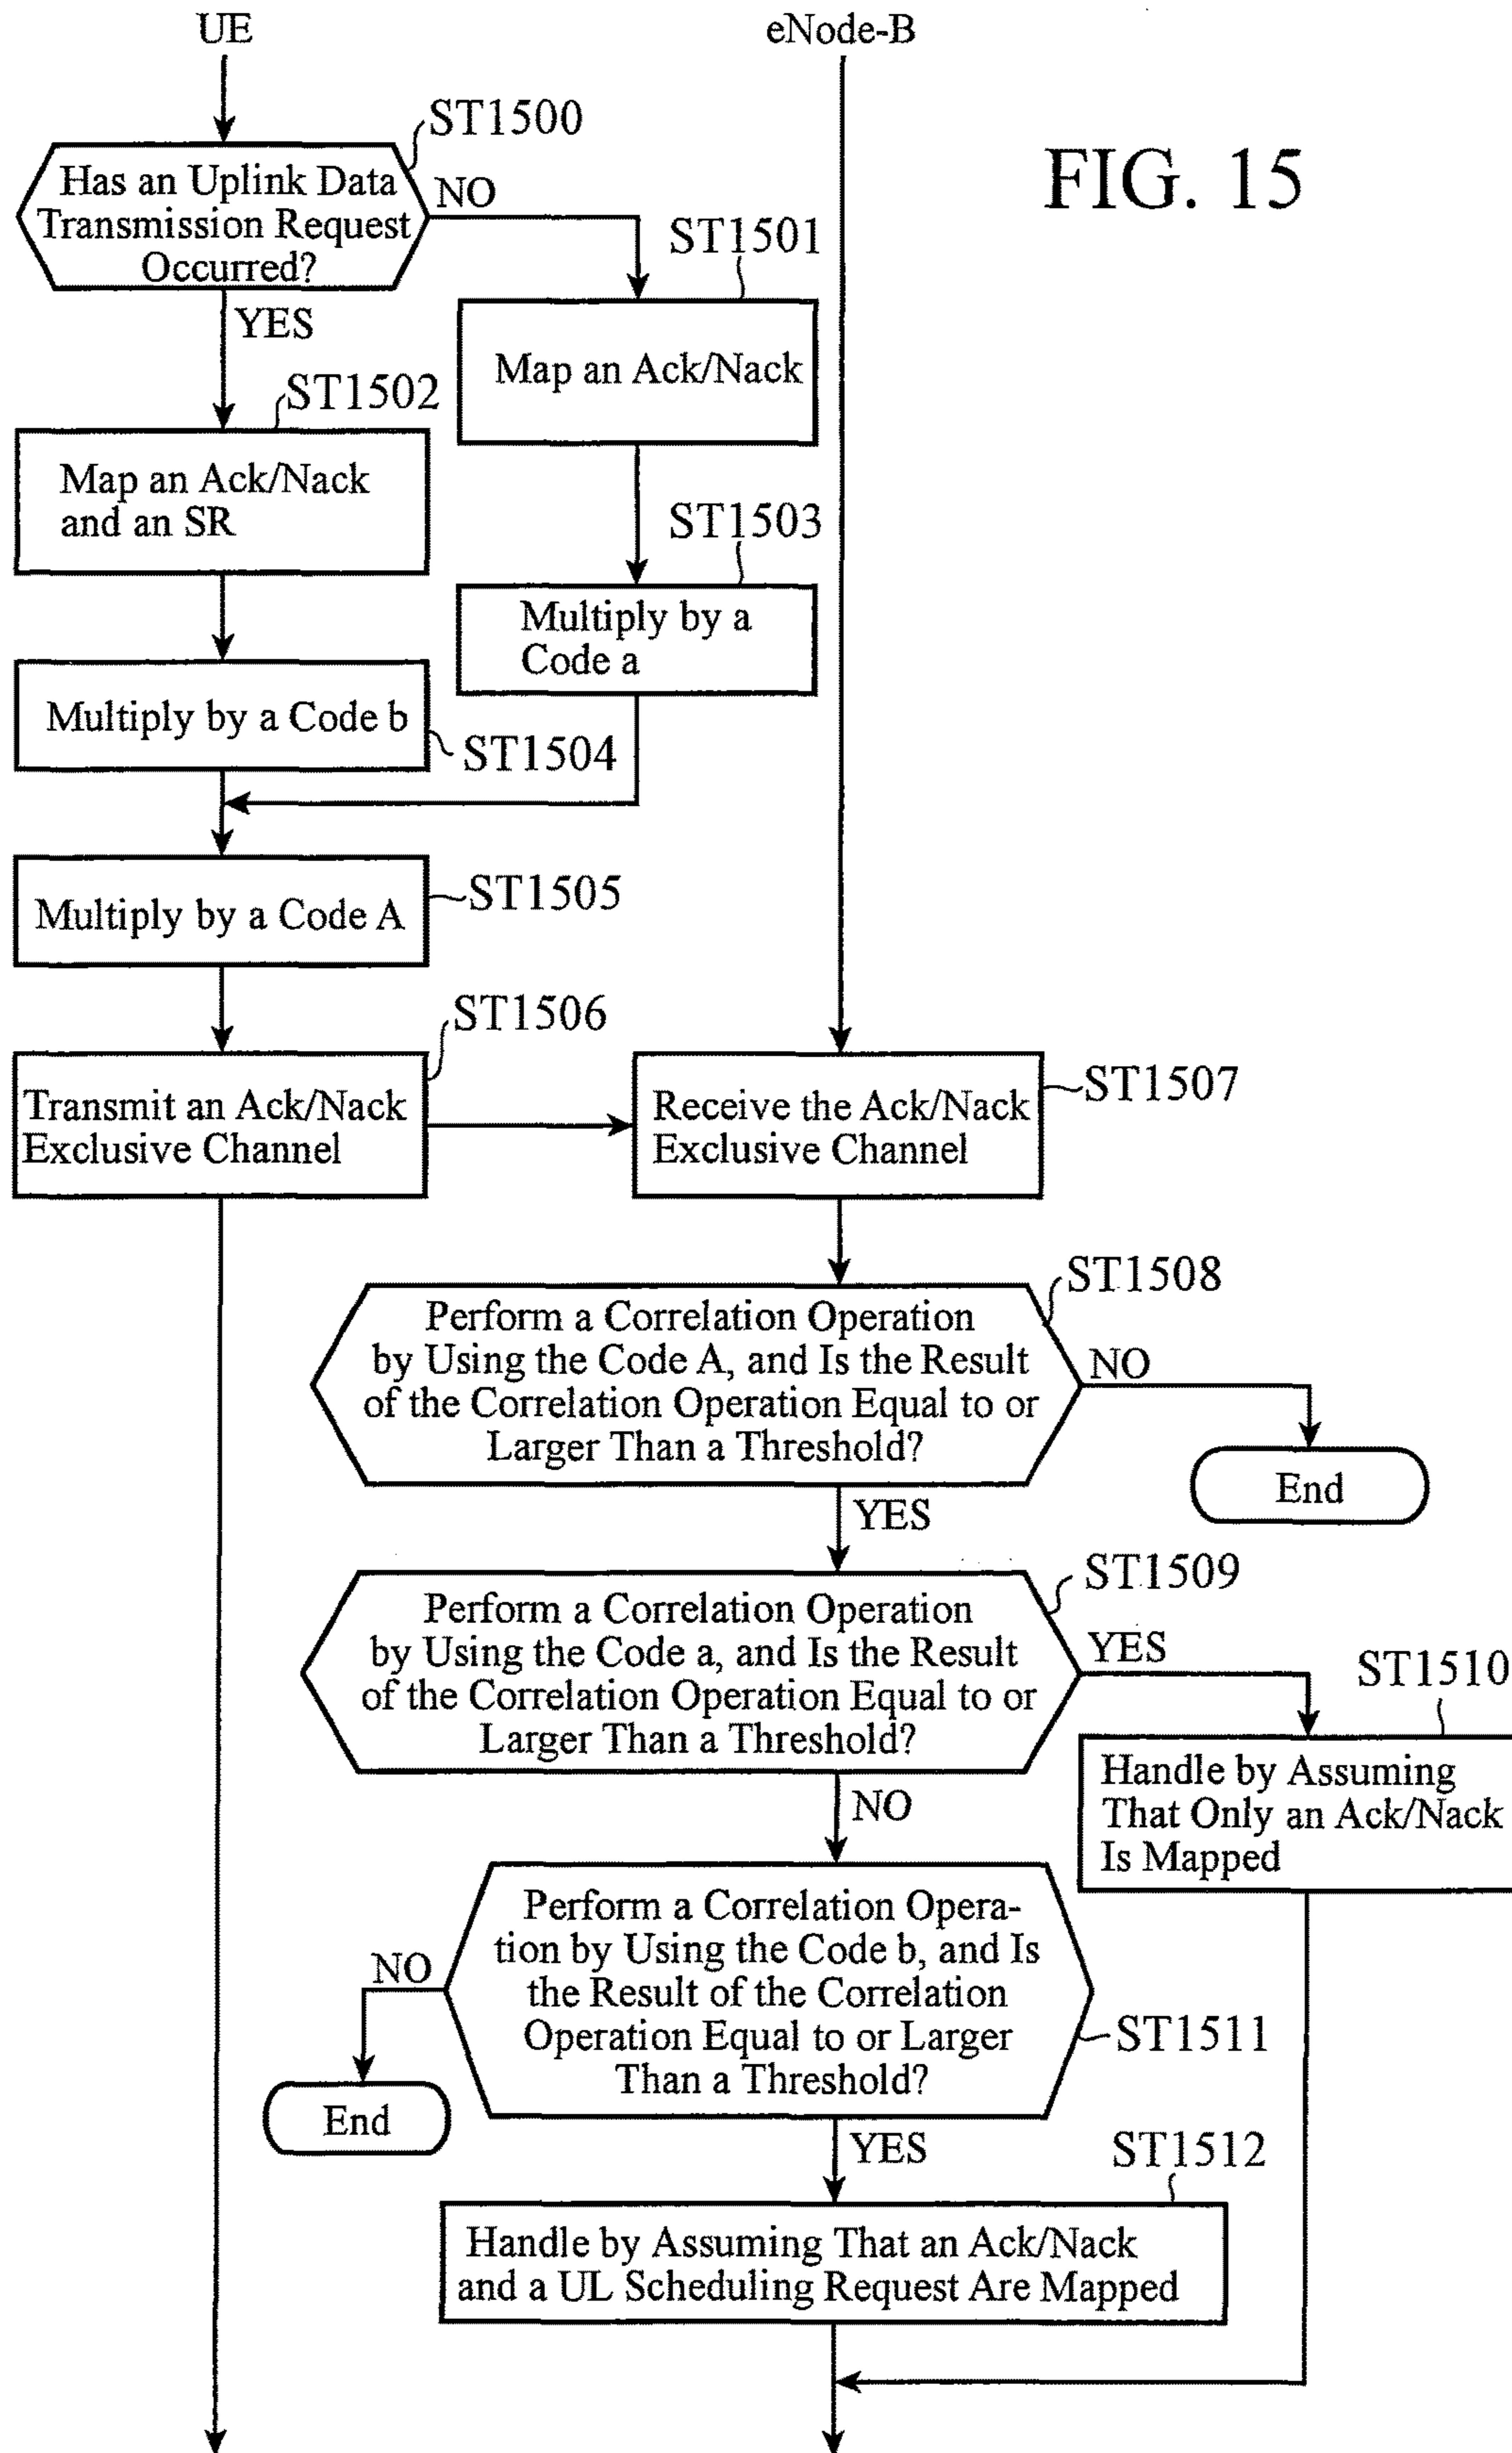 UE
eNode-B
FIG. 15
ST1500
Has an Uplink Data
Transmission Request
Occurred?
NO
YES
ST1501
Map an Ack/Nack
ST1502
Map an Ack/Nack
and an SR
ST1503
Multiply by a
Code a
Multiply by a Code b
ST1504
Multiply by a Code A
ST1505
ST1506
Transmit an Ack/Nack
Exclusive Channel
ST1507
Receive the Ack/Nack
Exclusive Channel
ST1508
Perform a Correlation Operation
by Using the Code A, and Is the Result
of the Correlation Operation Equal to or
Larger Than a Threshold?
NO
End
YES
ST1509
Perform a Correlation Operation
by Using the Code a, and Is the Result
of the Correlation Operation Equal to or
Larger Than a Threshold?
YES
ST1510
Handle by Assuming
That Only an Ack/Nack
Is Mapped
NO
Perform a Correlation Opera-
tion by Using the Code b, and Is
the Result of the Correlation
Operation Equal to or Larger
Than a Threshold?
NO
ST1511
End
YES
ST1512
Handle by Assuming That an Ack/Nack
and a UL Scheduling Request Are Mapped